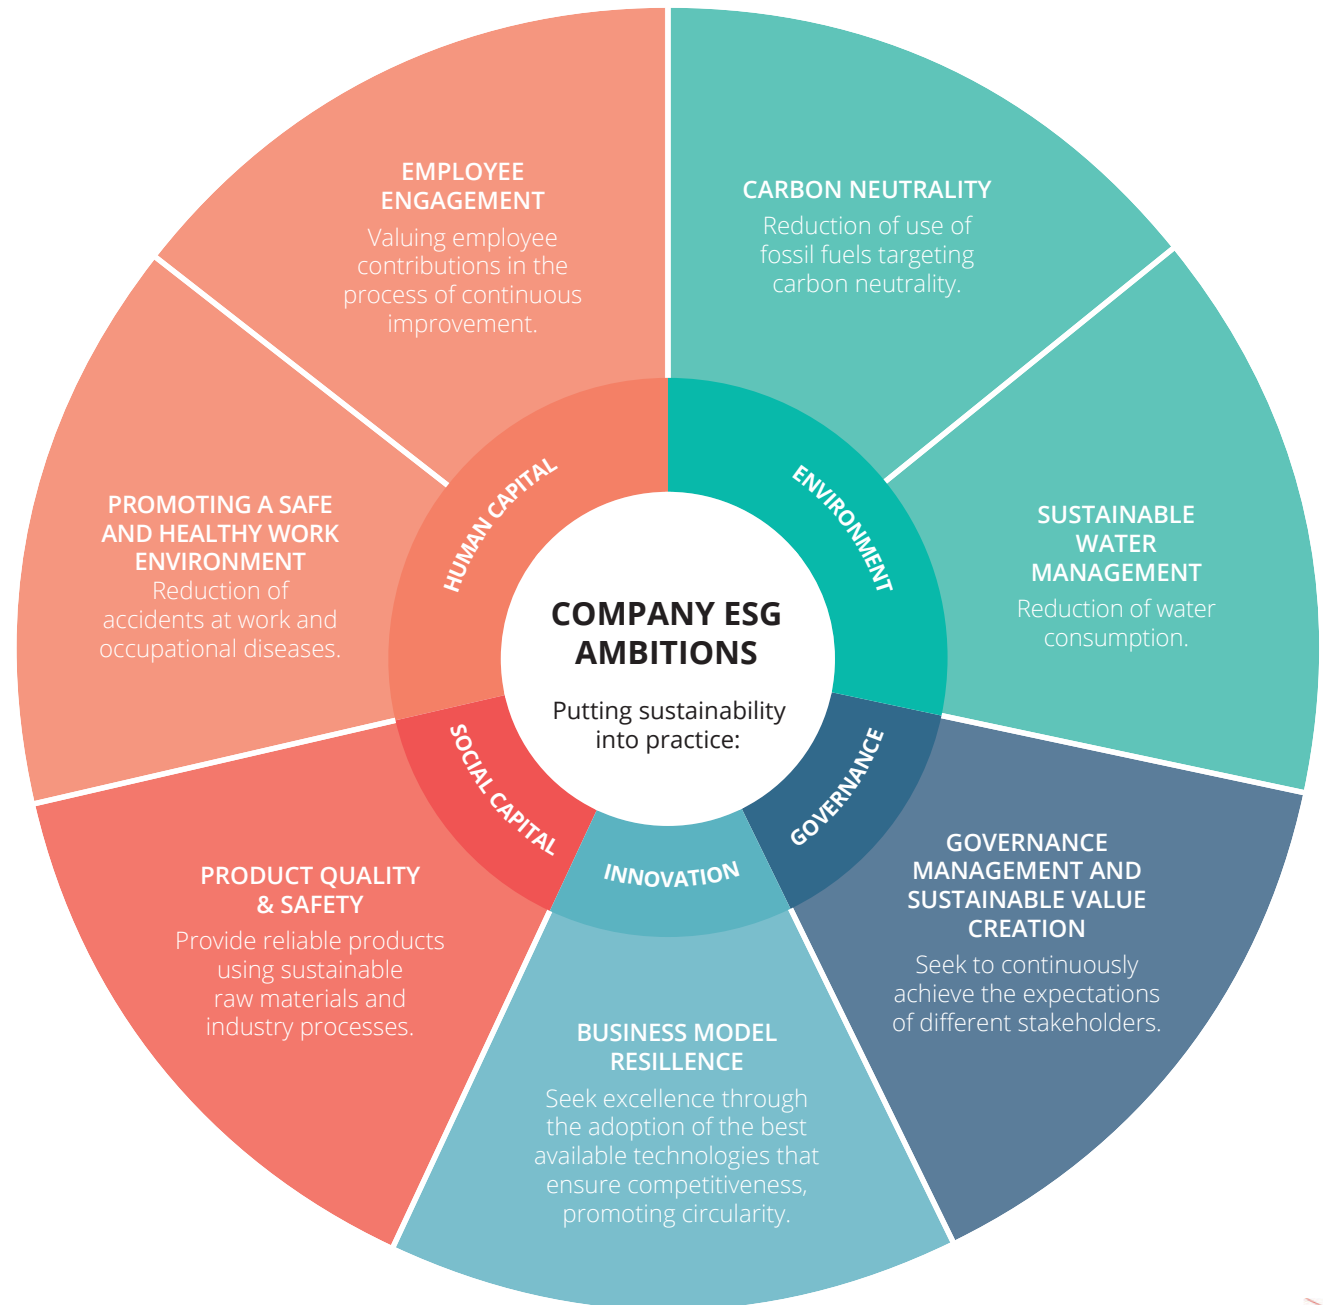 COMPANY ESG
AMBITIONS
Putting sustainability
into practice:
ENVIRONMENT
CARBON NEUTRALITY
Reduction of use of
fossil fuels targeting
carbon neutrality.
SUSTAINABLE
WATER
MANAGEMENT
Reduction of water
consumption.
GOVERNANCE
GOVERNANCE
MANAGEMENT AND
SUSTAINABLE VALUE
CREATION
Seek to continuously
achieve the expectations
of different stakeholders.
INNOVATION
BUSINESS MODEL
RESILLENCE
Seek excellence through
the adoption of the best
available technologies that
ensure competitiveness,
promoting circularity.
SOCIAL CAPITAL
PRODUCT QUALITY
& SAFETY
Provide reliable products
using sustainable
raw materials and
industry processes.
HUMAN CAPITAL
PROMOTING A SAFE
AND HEALTHY WORK
ENVIRONMENT
Reduction of
accidents at work and
occupational diseases.
EMPLOYEE
ENGAGEMENT
Valuing employee
contributions in the
process of continuous
improvement.